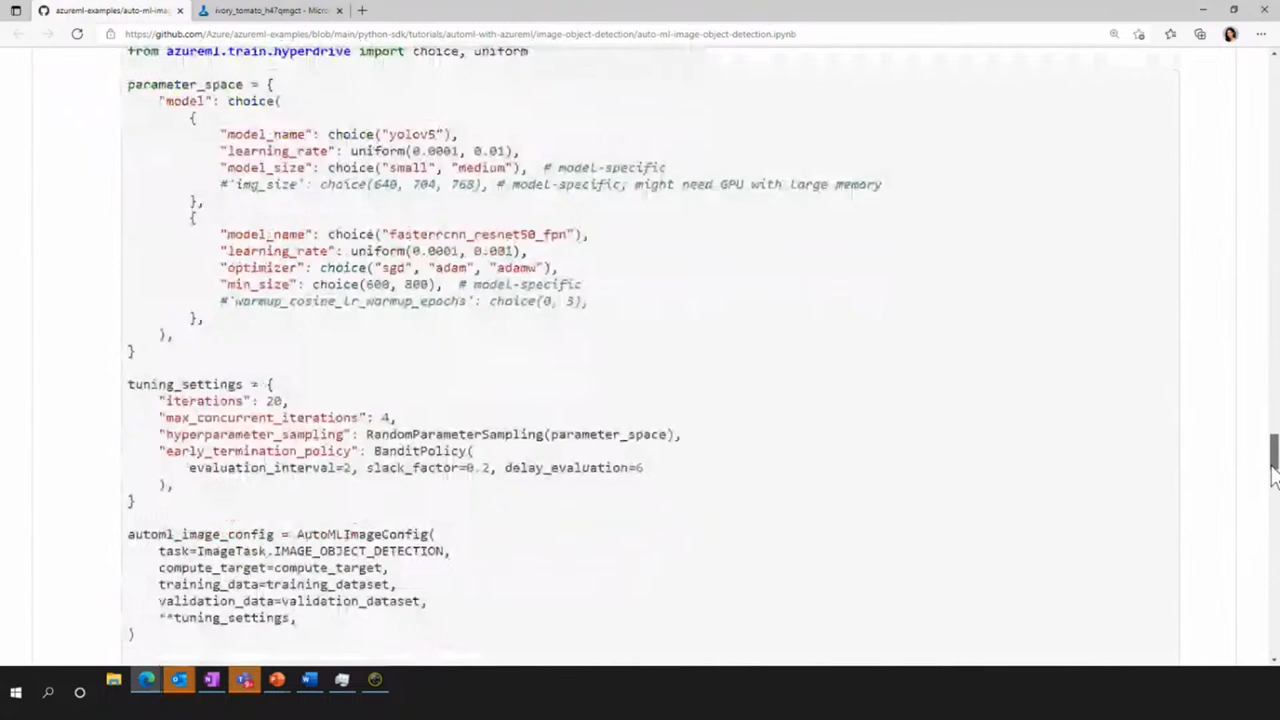 azureml-examples/auto-ml-ima
ivory_tomato_h47qmgct - Micro
https://github.com/Azure/azureml-examples/blob/main/python-sdk/tutorials/automl-with-azureml/image-object-detection/auto-ml-image-object-detection.ipynb
from azureml.train.hyperdrive import choice, uniform
parameter_space = {
"model": choice(
{
"model_name": choice("yolov5"),
"learning_rate": uniform(0.0001, 0.01),
"model_size": choice("small", "medium"), # model-specific
#'img_size': choice(640, 704, 768), # model-specific; might need GPU with large memory
},
{
"model_name": choice("fasterrcnn_resnet50_fpn"),
"learning_rate": uniform(0.0001, 0.001),
"optimizer": choice("sgd", "adam", "adamw"),
"min_size": choice(600, 800), # model-specific
#'warmup_cosine_lr_warmup_epochs': choice(0, 3),
},
),
}
tuning_settings = {
"iterations": 20,
"max_concurrent_iterations": 4,
"hyperparameter_sampling": RandomParameterSampling(parameter_space),
"early_termination_policy": BanditPolicy(
evaluation_interval=2, slack_factor=0.2, delay_evaluation=6
),
}
automl_image_config = AutoMLImageConfig(
task=ImageTask.IMAGE_OBJECT_DETECTION,
compute_target=compute_target,
training_data=training_dataset,
validation_data=validation_dataset,
**tuning_settings,
)